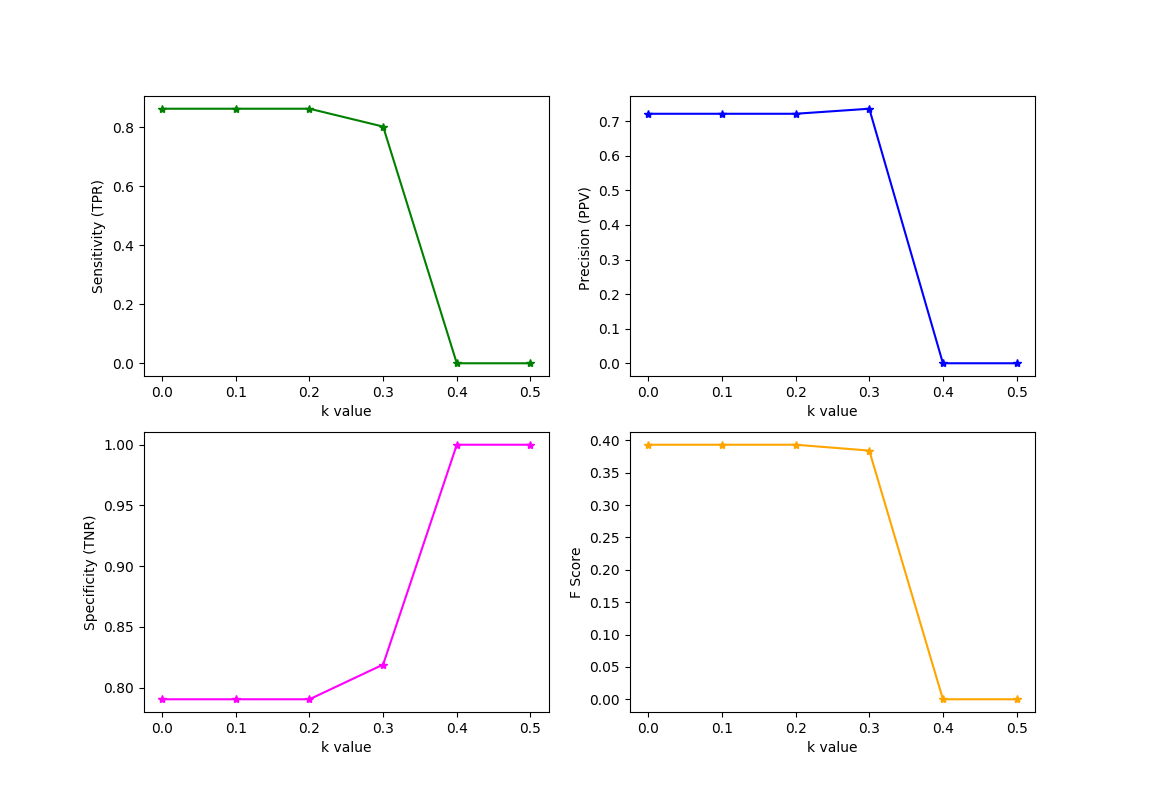 0.8
0.6
0.4
0.2
0.0
Sensitivity (TPR)
0.0 0.1 0.2 0.3 0.4 0.5
k value
0.7
0.6
0.5
0.4
0.3
0.2
0.1
0.0
Precision (PPV)
0.0 0.1 0.2 0.3 0.4 0.5
k value
1.00
0.95
0.90
0.85
0.80
Specificity (TNR)
0.0 0.1 0.2 0.3 0.4 0.5
k value
0.40
0.35
0.30
0.25
0.20
0.15
0.10
0.05
0.00
F Score
0.0 0.1 0.2 0.3 0.4 0.5
k value